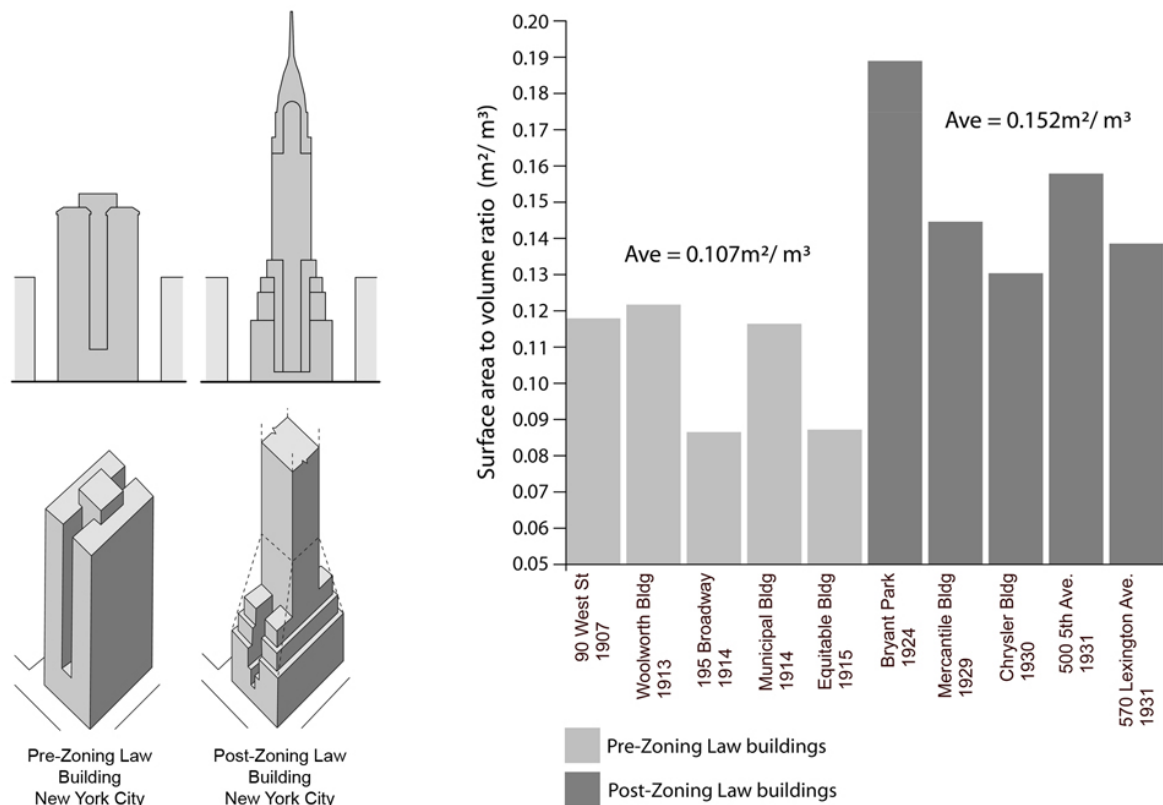 Pre-Zoning Law
Building
New York City
Post-Zoning Law
Building
New York City
Surface area to volume ratio (m²/ m³)
0.20
0.19
0.18
0.17
0.16
0.15
0.14
0.13
0.12
0.11
0.10
0.09
0.08
0.07
0.06
0.05
Ave = 0.107m²/ m³
Ave = 0.152m²/ m³
90 West St
1907
Woolworth Bldg
1913
195 Broadway
1914
Municipal Bldg
1914
Equitable Bldg
1915
Bryant Park
1924
Mercantile Bldg
1929
Chrysler Bldg
1930
500 5th Ave.
1931
570 Lexington Ave.
1931
Pre-Zoning Law buildings
Post-Zoning Law buildings